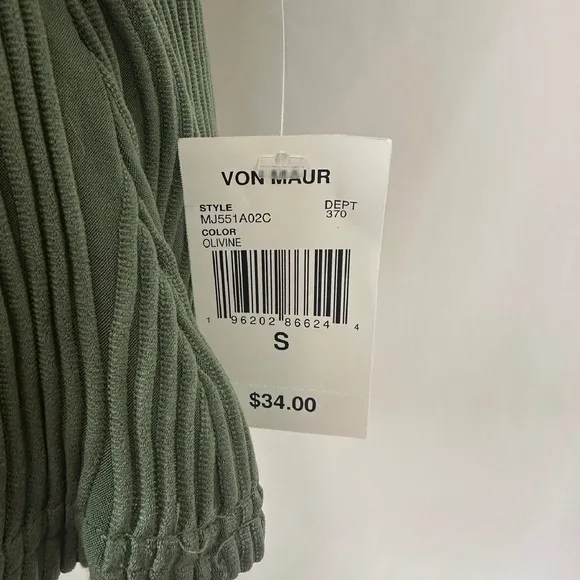 VON MAUR
STYLE DEPT
MJ551A02C 370
COLOR
OLIVINE
1 96202 86624 4
S
$34.00